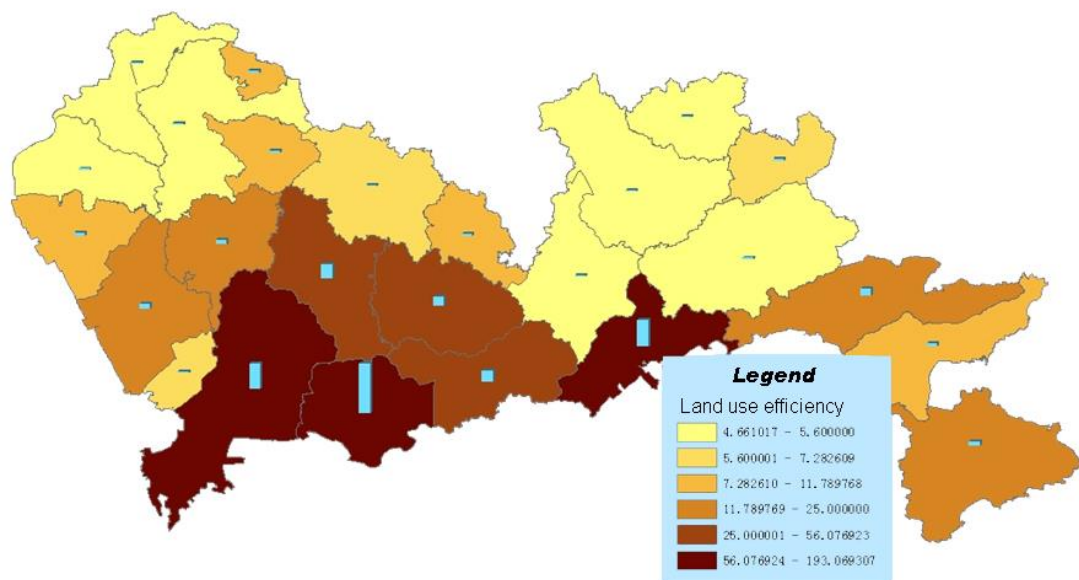 Legend
Land use efficiency
4.661017 - 5.600000
5.600001 - 7.282609
7.282610 - 11.789768
11.789769 - 25.000000
25.000001 - 56.076923
56.076924 - 193.069307